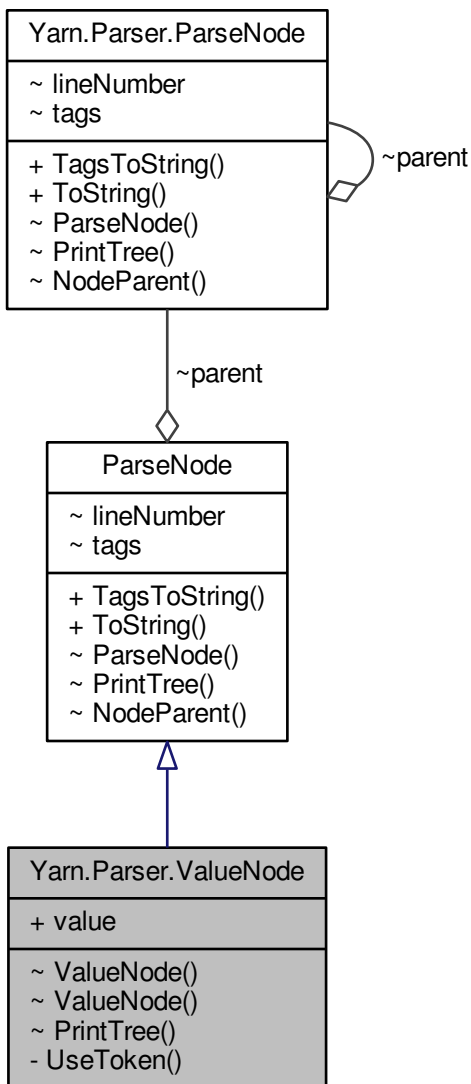 Yarn.Parser.ParseNode
~ lineNumber
~ tags
+ TagsToString()
+ ToString()
~ ParseNode()
~ PrintTree()
~ NodeParent()
~parent
~parent
ParseNode
~ lineNumber
~ tags
+ TagsToString()
+ ToString()
~ ParseNode()
~ PrintTree()
~ NodeParent()
Yarn.Parser.ValueNode
+ value
~ ValueNode()
~ ValueNode()
~ PrintTree()
- UseToken()